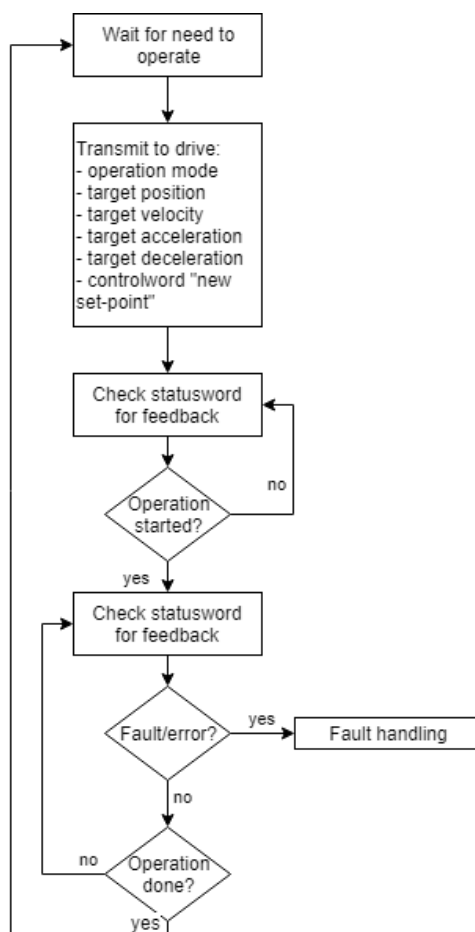 Wait for need to
operate
Transmit to drive:
- operation mode
- target position
- target velocity
- target acceleration
- target deceleration
- controlword "new
set-point"
Check statusword
for feedback
no
Operation
started?
yes
Check statusword
for feedback
Fault/error?
yes
Fault handling
no
no
Operation
done?
yes